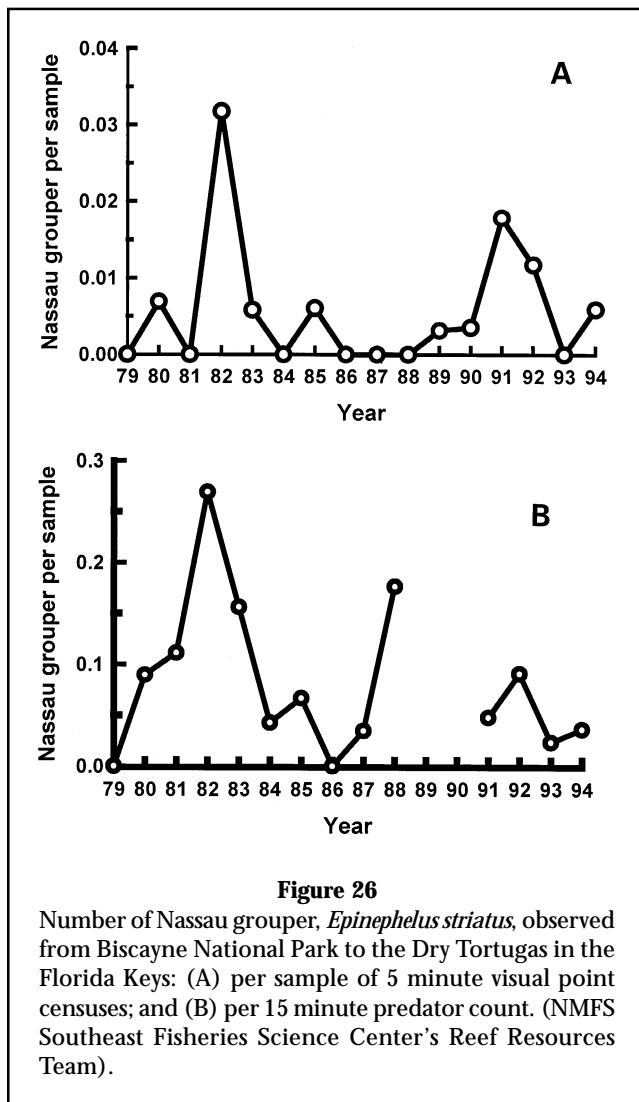 0.04
A
0.03
0.02
0.01
0.00
Nassau grouper per sample
79 80 81 82 83 84 85 86 87 88 89 90 91 92 93 94
Year
0.3
B
0.2
0.1
0.0
Nassau grouper per sample
79 80 81 82 83 84 85 86 87 88 89 90 91 92 93 94
Year
Figure 26
Number of Nassau grouper, Epinephelus striatus, observed
from Biscayne National Park to the Dry Tortugas in the
Florida Keys: (A) per sample of 5 minute visual point
censuses; and (B) per 15 minute predator count. (NMFS
Southeast Fisheries Science Center's Reef Resources
Team).